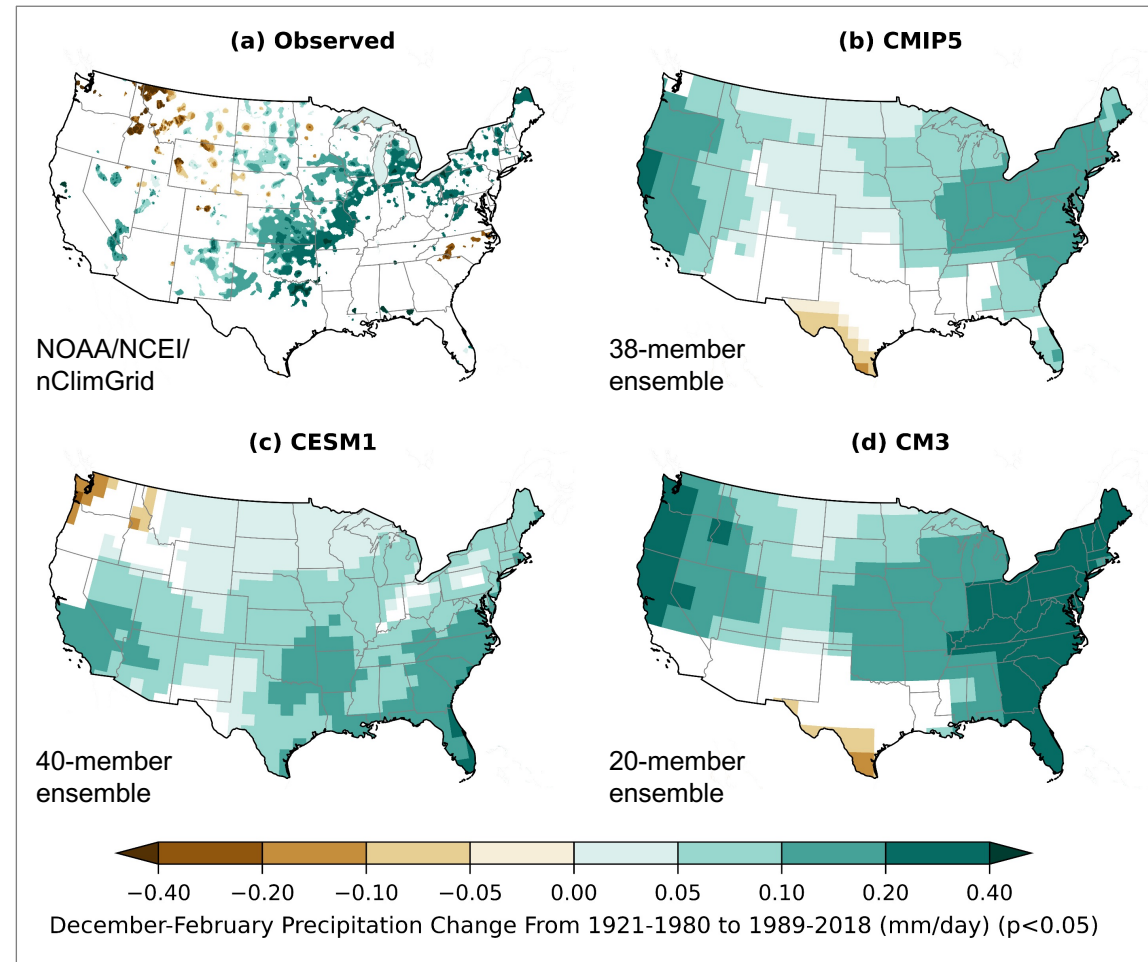 (a) Observed
(b) CMIP5
NOAA/NCEI/
nClimGrid
38-member
ensemble
(c) CESM1
(d) CM3
40-member
ensemble
20-member
ensemble
−0.40 −0.20 −0.10 −0.05 0.00 0.05 0.10 0.20 0.40
December-February Precipitation Change From 1921-1980 to 1989-2018 (mm/day) (p<0.05)